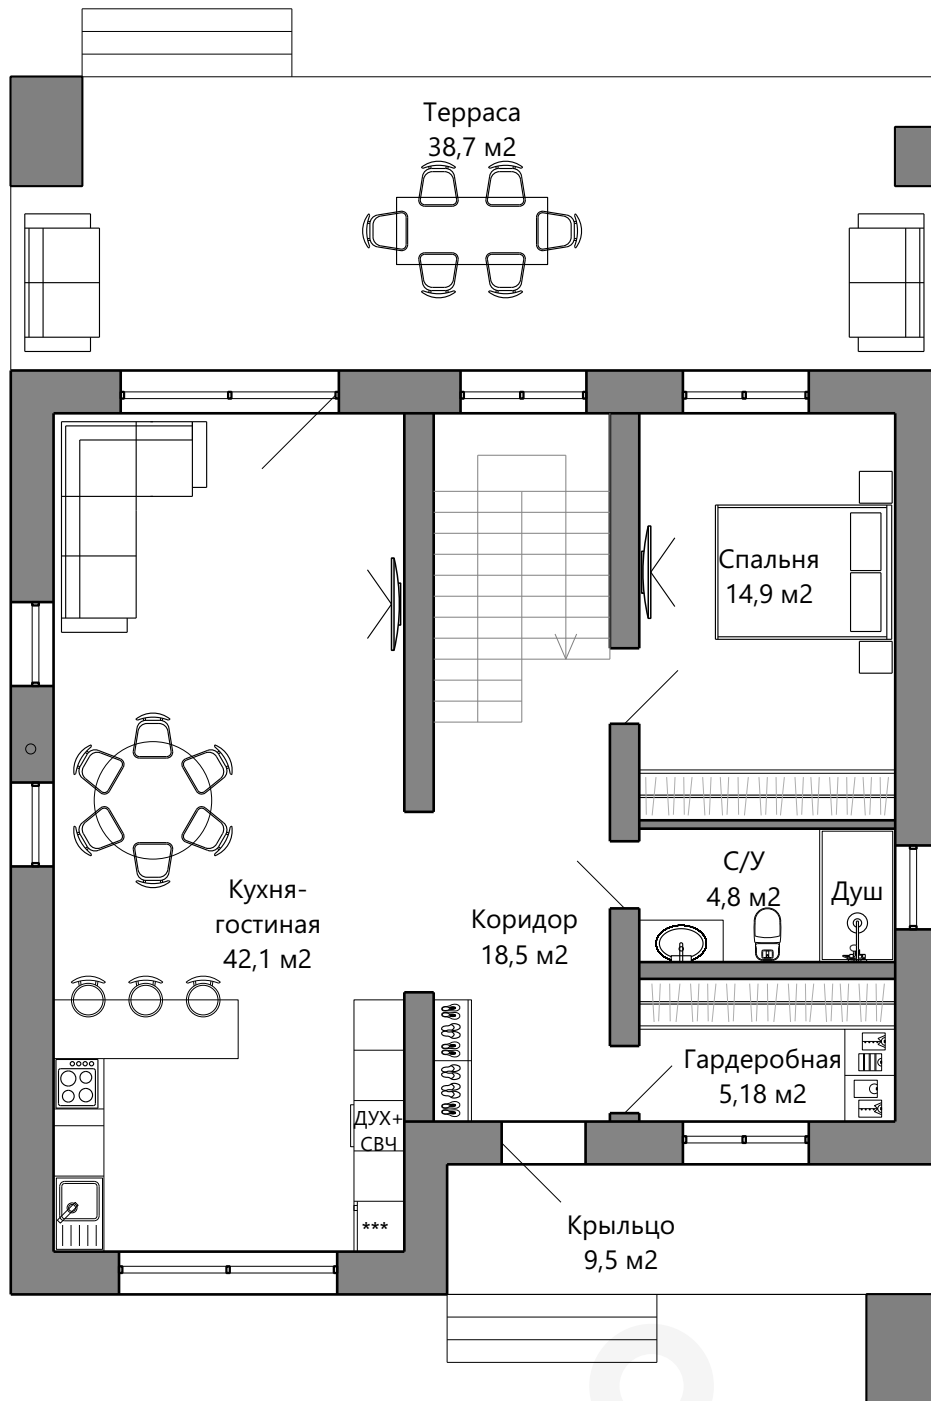 Терраса
38,7 м2
Спальня
14,9 м2
С/У
4,8 м2
Душ
Кухня-
гостиная
42,1 м2
Коридор
18,5 м2
Гардеробная
5,18 м2
ДУХ+
СВЧ
***
Крыльцо
9,5 м2